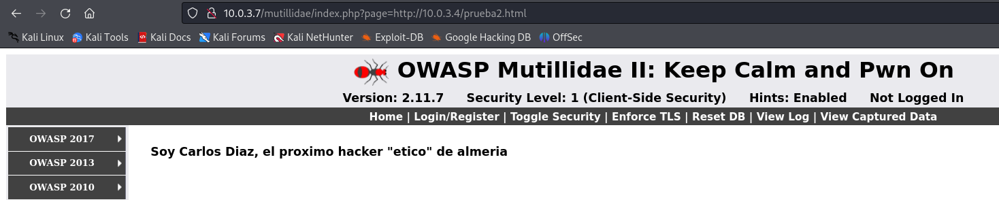 10.0.3.7/mutillidae/index.php?page=http://10.0.3.4/prueba2.html
Kali Linux Kali Tools Kali Docs Kali Forums Kali NetHunter Exploit-DB Google Hacking DB OffSec
OWASP Mutillidae II: Keep Calm and Pwn On
Version: 2.11.7 Security Level: 1 (Client-Side Security) Hints: Enabled Not Logged In
Home | Login/Register | Toggle Security | Enforce TLS | Reset DB | View Log | View Captured Data
OWASP 2017
Soy Carlos Diaz, el proximo hacker "etico" de almeria
OWASP 2013
OWASP 2010